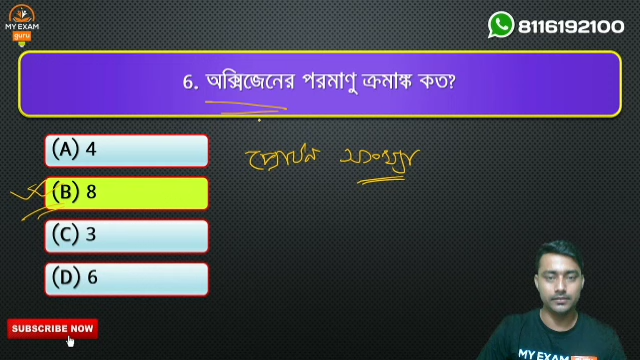 MY EXAM
guru
8116192100
6. অক্সিজেনের পরমাণু ক্রমাঙ্ক কত?
(A) 4
প্রোটন সংখ্যা
(B) 8
(C) 3
(D) 6
SUBSCRIBE NOW
MY EXAM